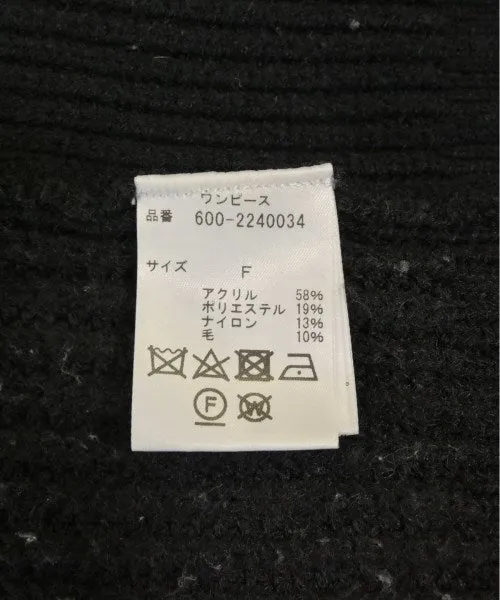 ワンピース
品番 600-2240034
サイズ F
アクリル 58%
ポリエステル 19%
ナイロン 13%
毛 10%
F W